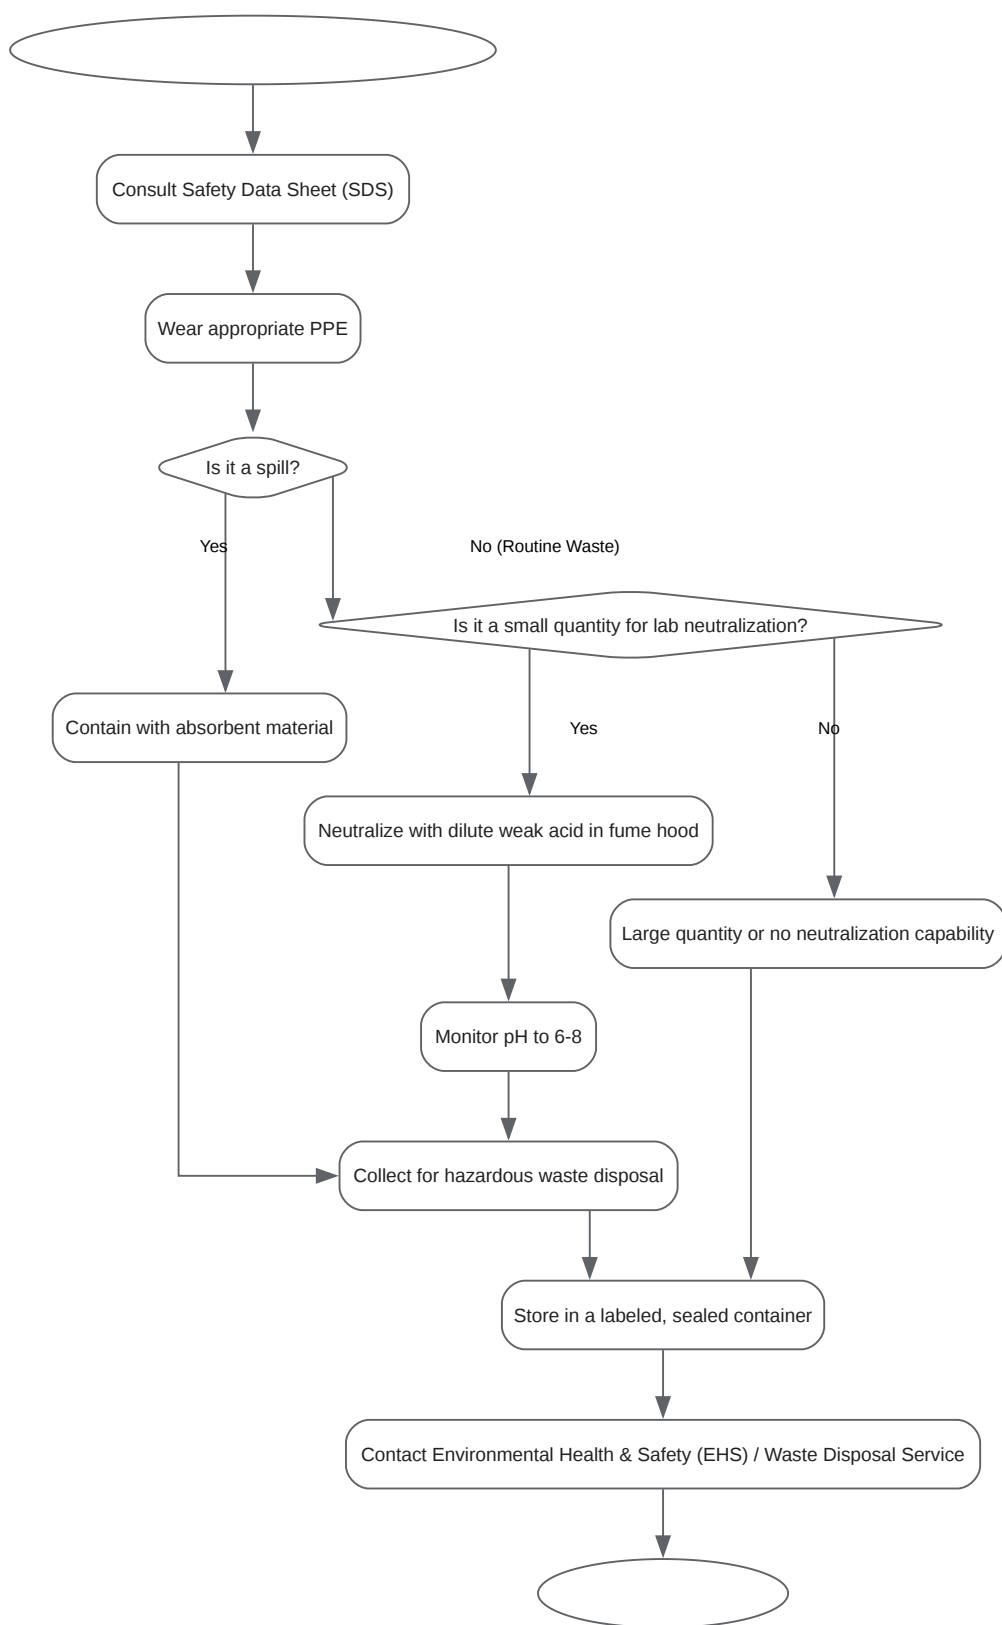 Consult Safety Data Sheet (SDS)
Wear appropriate PPE
Is it a spill?
Yes
No (Routine Waste)
Is it a small quantity for lab neutralization?
Contain with absorbent material
Yes
No
Neutralize with dilute weak acid in fume hood
Large quantity or no neutralization capability
Monitor pH to 6-8
Collect for hazardous waste disposal
Store in a labeled, sealed container
Contact Environmental Health & Safety (EHS) / Waste Disposal Service